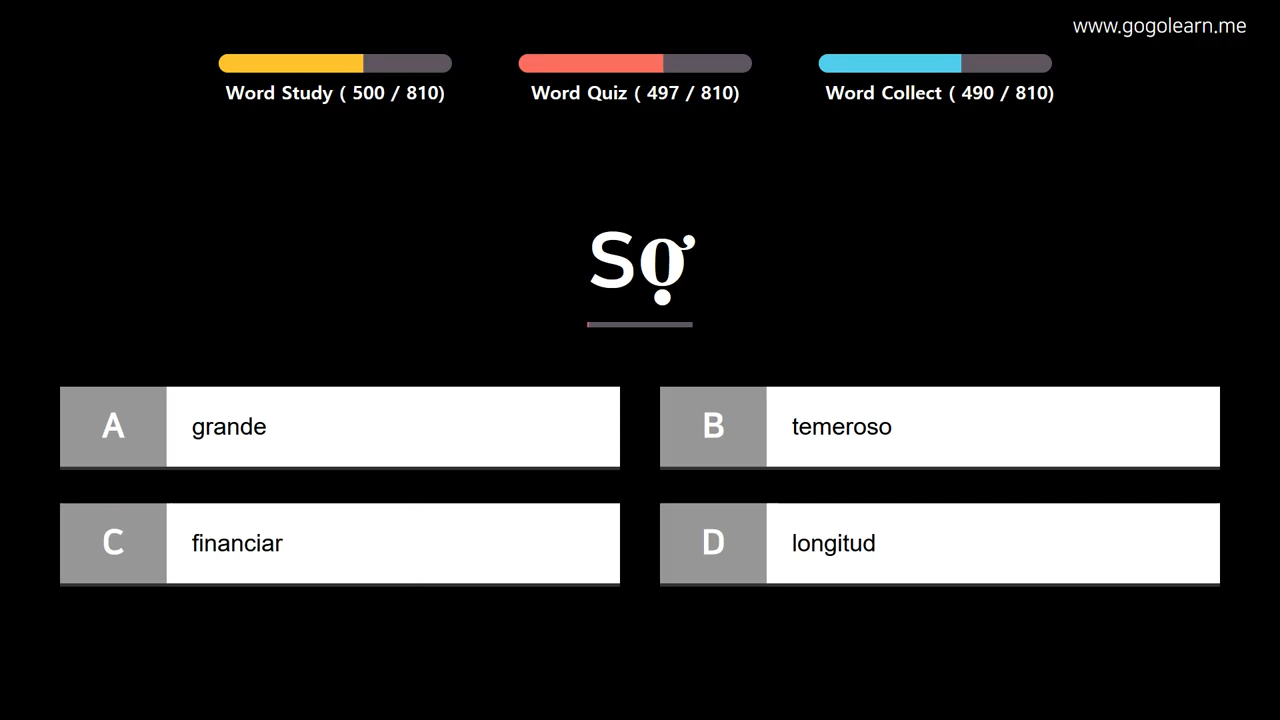 www.gogolearn.me
Word Study ( 500 / 810)
Word Quiz ( 497 / 810)
Word Collect ( 490 / 810)
Sợ
A grande
B temeroso
C financiar
D longitud